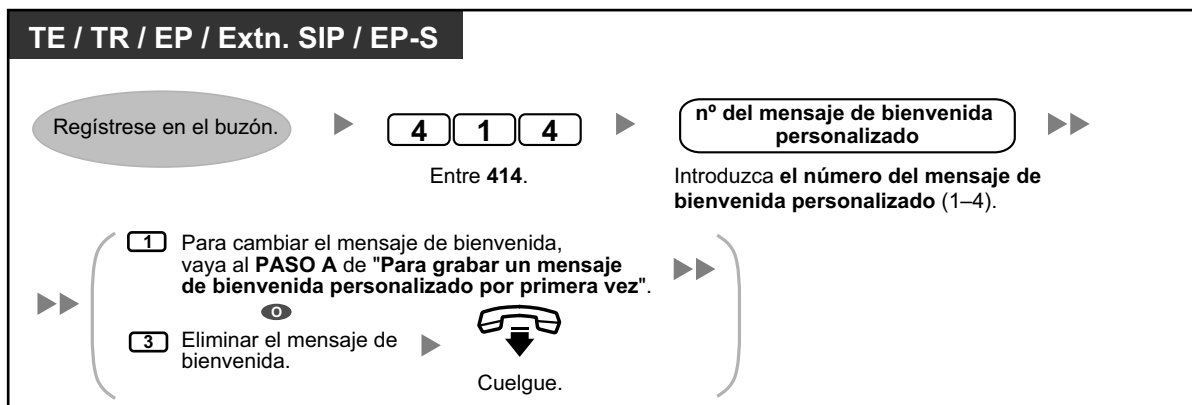 TE / TR / EP / Extn. SIP / EP-S
Regístrese en el buzón.
4 1 4
nº del mensaje de bienvenida
personalizado
Entre 414.
Introduzca el número del mensaje de
bienvenida personalizado (1–4).
1 Para cambiar el mensaje de bienvenida,
vaya al PASO A de "Para grabar un mensaje
de bienvenida personalizado por primera vez".
O
3 Eliminar el mensaje de
bienvenida.
Cuelgue.